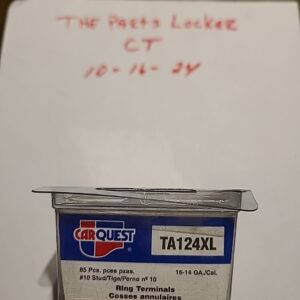 THE PARTS LOCKER
CT
10-16-24
CARQUEST
TA124XL
85 Pcs. pces pzas. 16-14 GA./Cal.
#10 Stud/Tige/Perno nº 10
Ring Terminals
Cosses annulaires